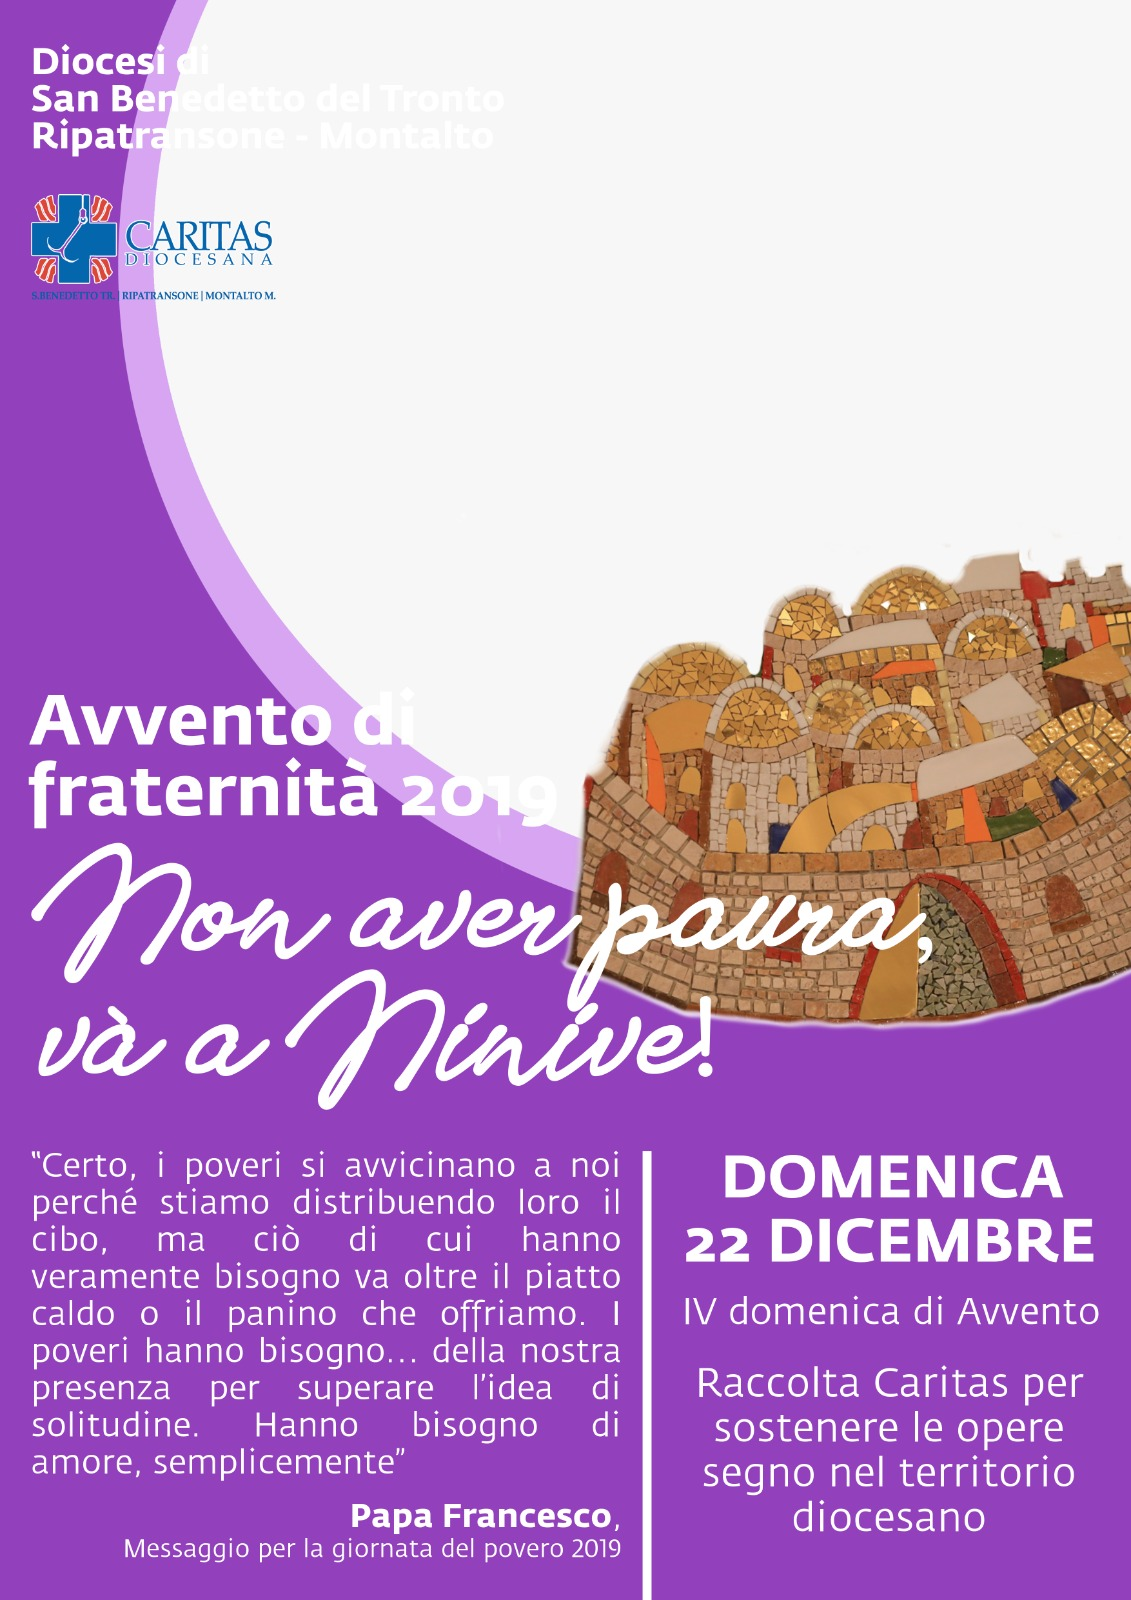 Diocesi di
San Benedetto del Tronto
Ripatransone - Montalto
CARITAS
DIOCESANA
S.BENEDETTO TR. | RIPATRANSONE | MONTALTO M.
Avvento di
fraternità 2019
Non aver paura,
và a Ninive!
"Certo, i poveri si avvicinano a noi
perché stiamo distribuendo loro il
cibo, ma ciò di cui hanno
veramente bisogno va oltre il piatto
caldo o il panino che offriamo. I
poveri hanno bisogno... della nostra
presenza per superare l'idea di
solitudine. Hanno bisogno di
amore, semplicemente”
Papa Francesco,
Messaggio per la giornata del povero 2019
DOMENICA
22 DICEMBRE
IV domenica di Avvento
Raccolta Caritas per
sostenere le opere
segno nel territorio
diocesano